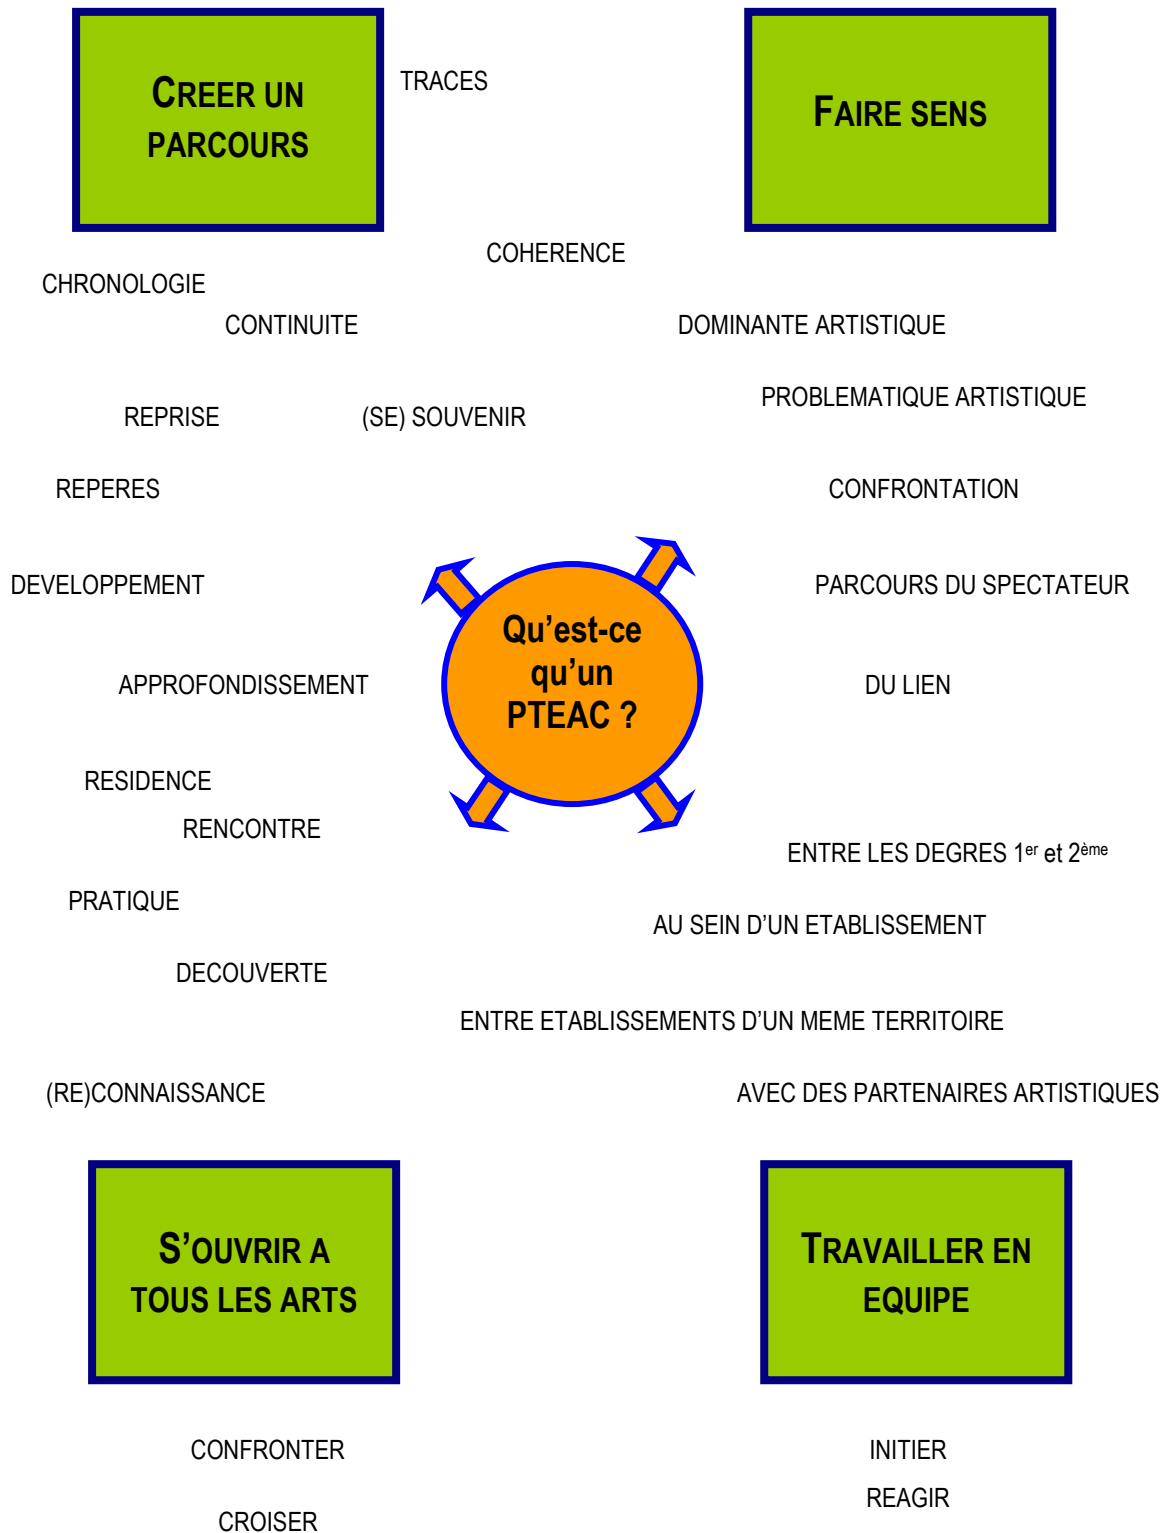 CREER UN
PARCOURS
TRACES
FAIRE SENS
COHERENCE
CHRONOLOGIE
CONTINUITE
DOMINANTE ARTISTIQUE
PROBLEMATIQUE ARTISTIQUE
REPRISE
(SE) SOUVENIR
REPERES
CONFRONTATION
DEVELOPPEMENT
PARCOURS DU SPECTATEUR
Qu’est-ce
qu’un
PTEAC ?
APPROFONDISSEMENT
DU LIEN
RESIDENCE
RENCONTRE
ENTRE LES DEGRES 1er et 2ème
PRATIQUE
AU SEIN D’UN ETABLISSEMENT
DECOUVERTE
ENTRE ETABLISSEMENTS D’UN MEME TERRITOIRE
(RE)CONNAISSANCE
AVEC DES PARTENAIRES ARTISTIQUES
S’OUVRIR A
TOUS LES ARTS
TRAVAILLER EN
EQUIPE
CONFRONTER
INITIER
REAGIR
CROISER